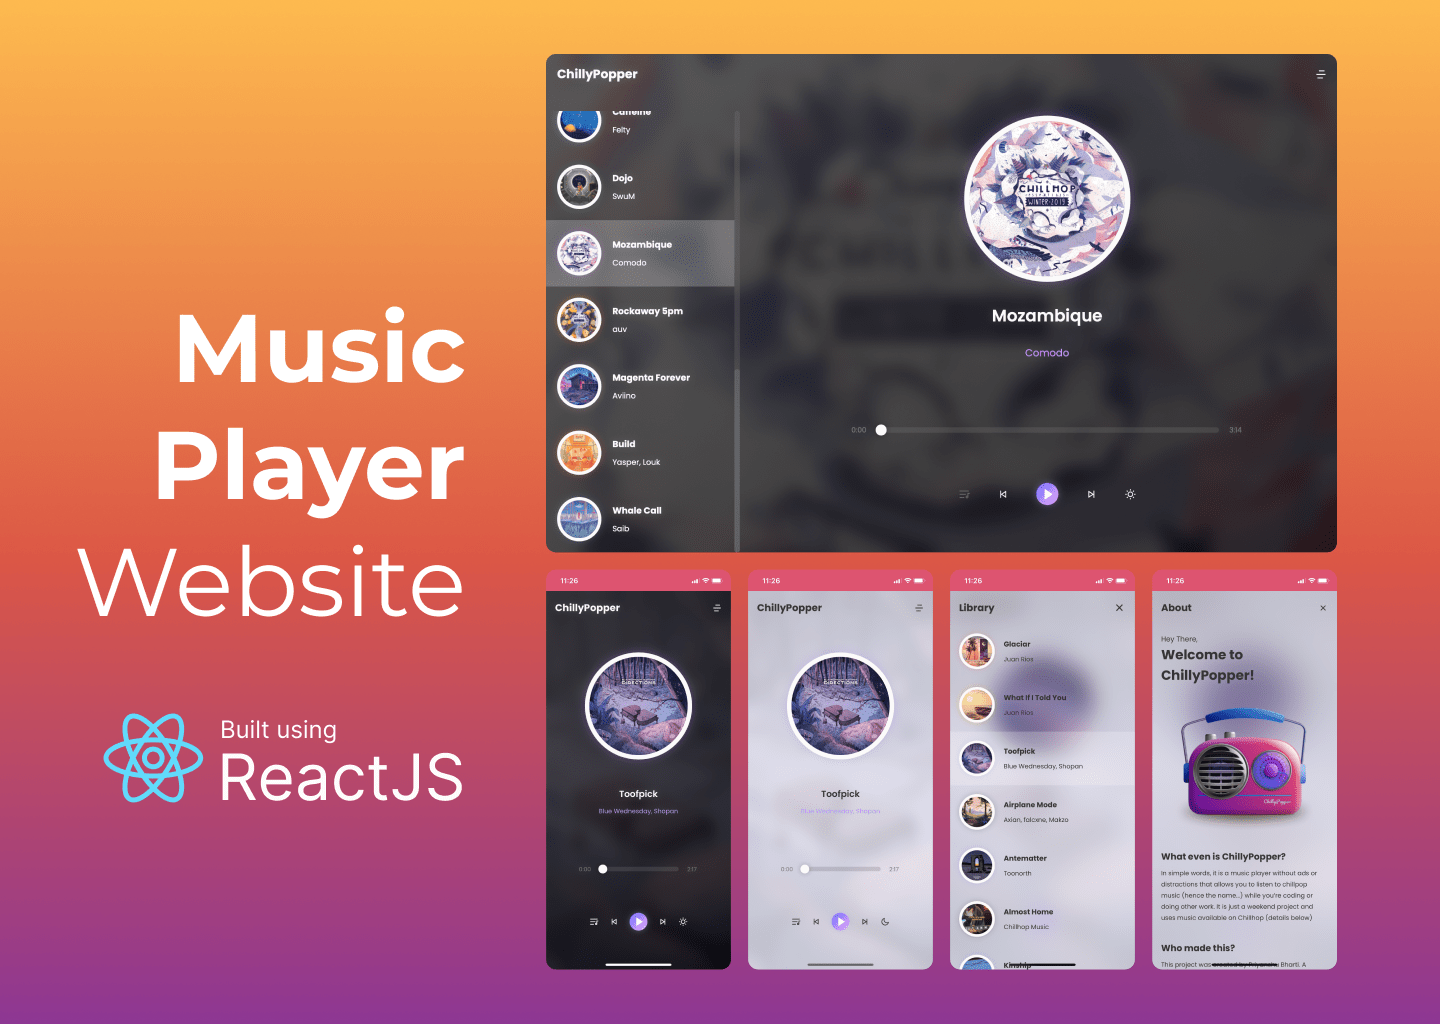 Music
Player
Website
Built using
ReactJS
ChillyPopper
Caffeine
Felty
Dojo
SwuM
Mozambique
Comodo
Rockaway 5pm
auv
Magenta Forever
Aviino
Build
Yasper, Louk
Whale Call
Saib
CHILLHOP
ESSENTIALS
WINTER 2019
Mozambique
Comodo
0:00
3:14
11:26
ChillyPopper
DIRECTIONS
Toofpick
Blue Wednesday, Shopan
0:00
2:17
11:26
ChillyPopper
DIRECTIONS
Toofpick
Blue Wednesday, Shopan
0:00
2:17
11:26
Library
Glaciar
Juan Rios
What If I Told You
Juan Rios
Toofpick
Blue Wednesday, Shopan
Airplane Mode
Axian, falcxne, Makzo
Antematter
Toonorth
Almost Home
Chillhop Music
Kinship
11:26
About
Hey There,
Welcome to
ChillyPopper!
ChillyPopper
What even is ChillyPopper?
In simple words, it is a music player without ads or
distractions that allows you to listen to chillpop
music (hence the name...) while you're coding or
doing other work. It is just a weekend project and
uses music available on Chillhop (details below)
Who made this?
This project was created by Priyanshu Bharti. A